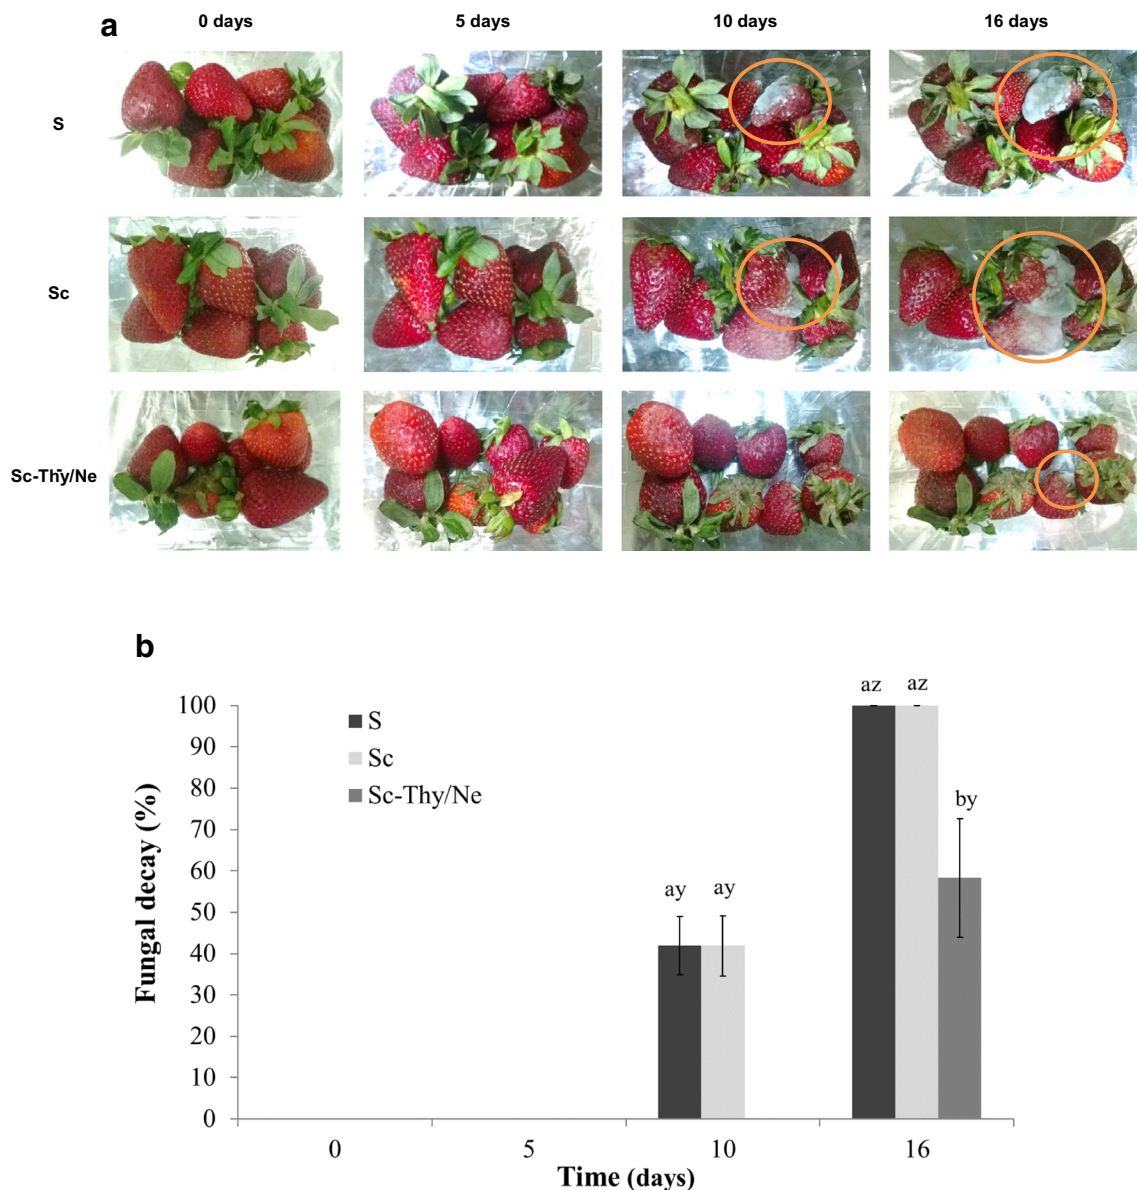 a
0 days 5 days 10 days 16 days
S
Sc
Sc-Thy/Ne
b
az az
100
S
90
Sc
80
Sc-Thy/Ne
by
70
60
ay ay
50
40
30
20
10
0
Fungal decay (%)
0 5 10 16
Time (days)